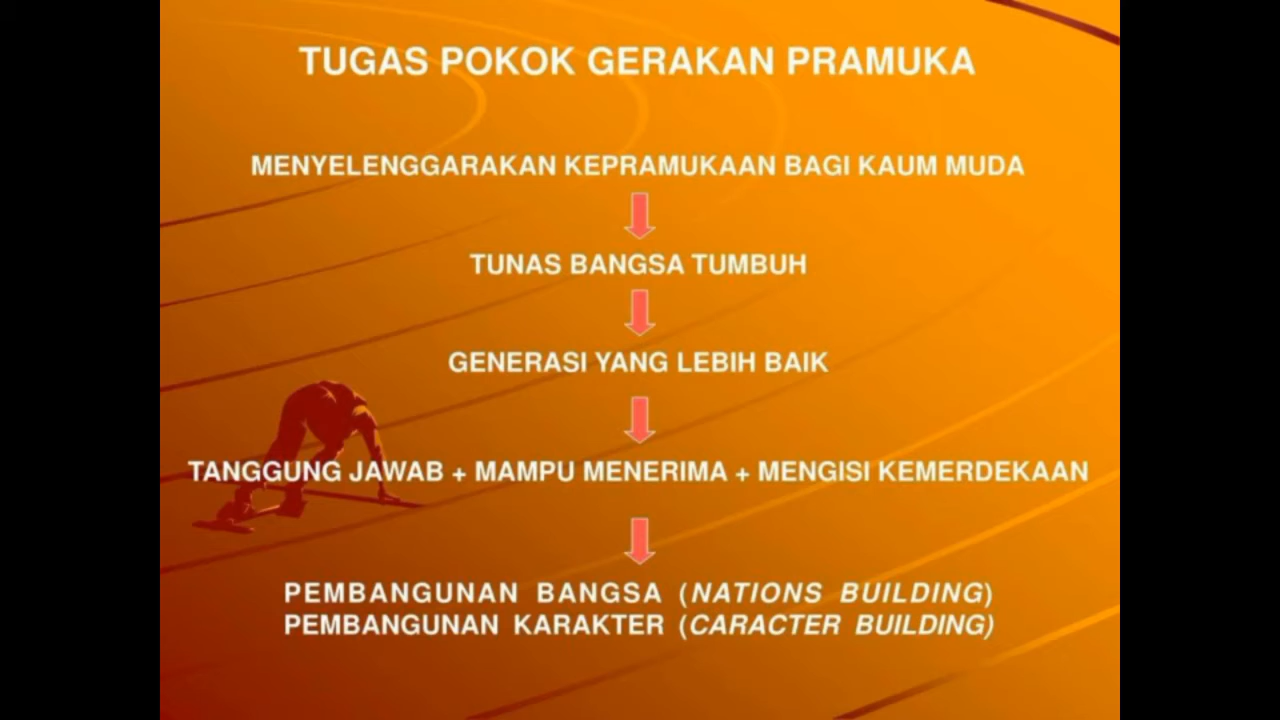 TUGAS POKOK GERAKAN PRAMUKA
MENYELENGGARAKAN KEPRAMUKAAN BAGI KAUM MUDA
TUNAS BANGSA TUMBUH
GENERASI YANG LEBIH BAIK
TANGGUNG JAWAB + MAMPU MENERIMA + MENGISI KEMERDEKAAN
PEMBANGUNAN BANGSA (NATIONS BUILDING)
PEMBANGUNAN KARAKTER (CARACTER BUILDING)